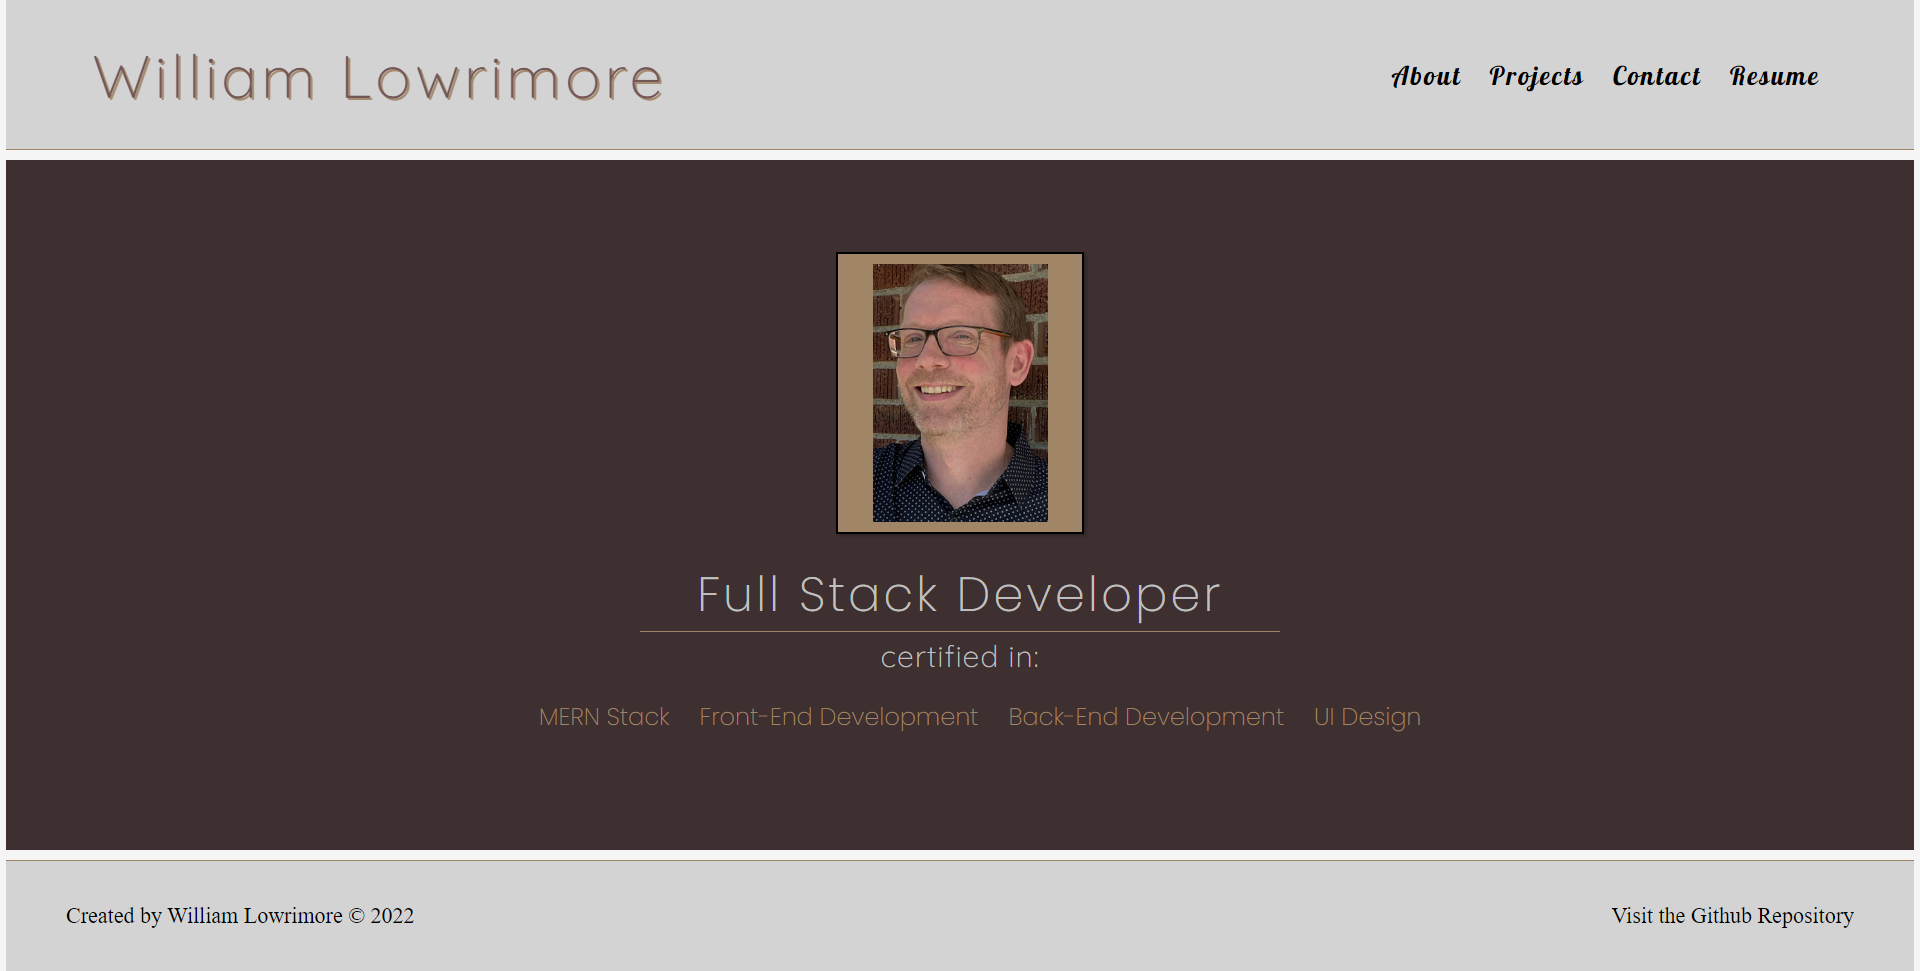 William Lowrimore
About Projects Contact Resume
Full Stack Developer
certified in:
MERN Stack Front-End Development Back-End Development UI Design
Created by William Lowrimore © 2022
Visit the Github Repository